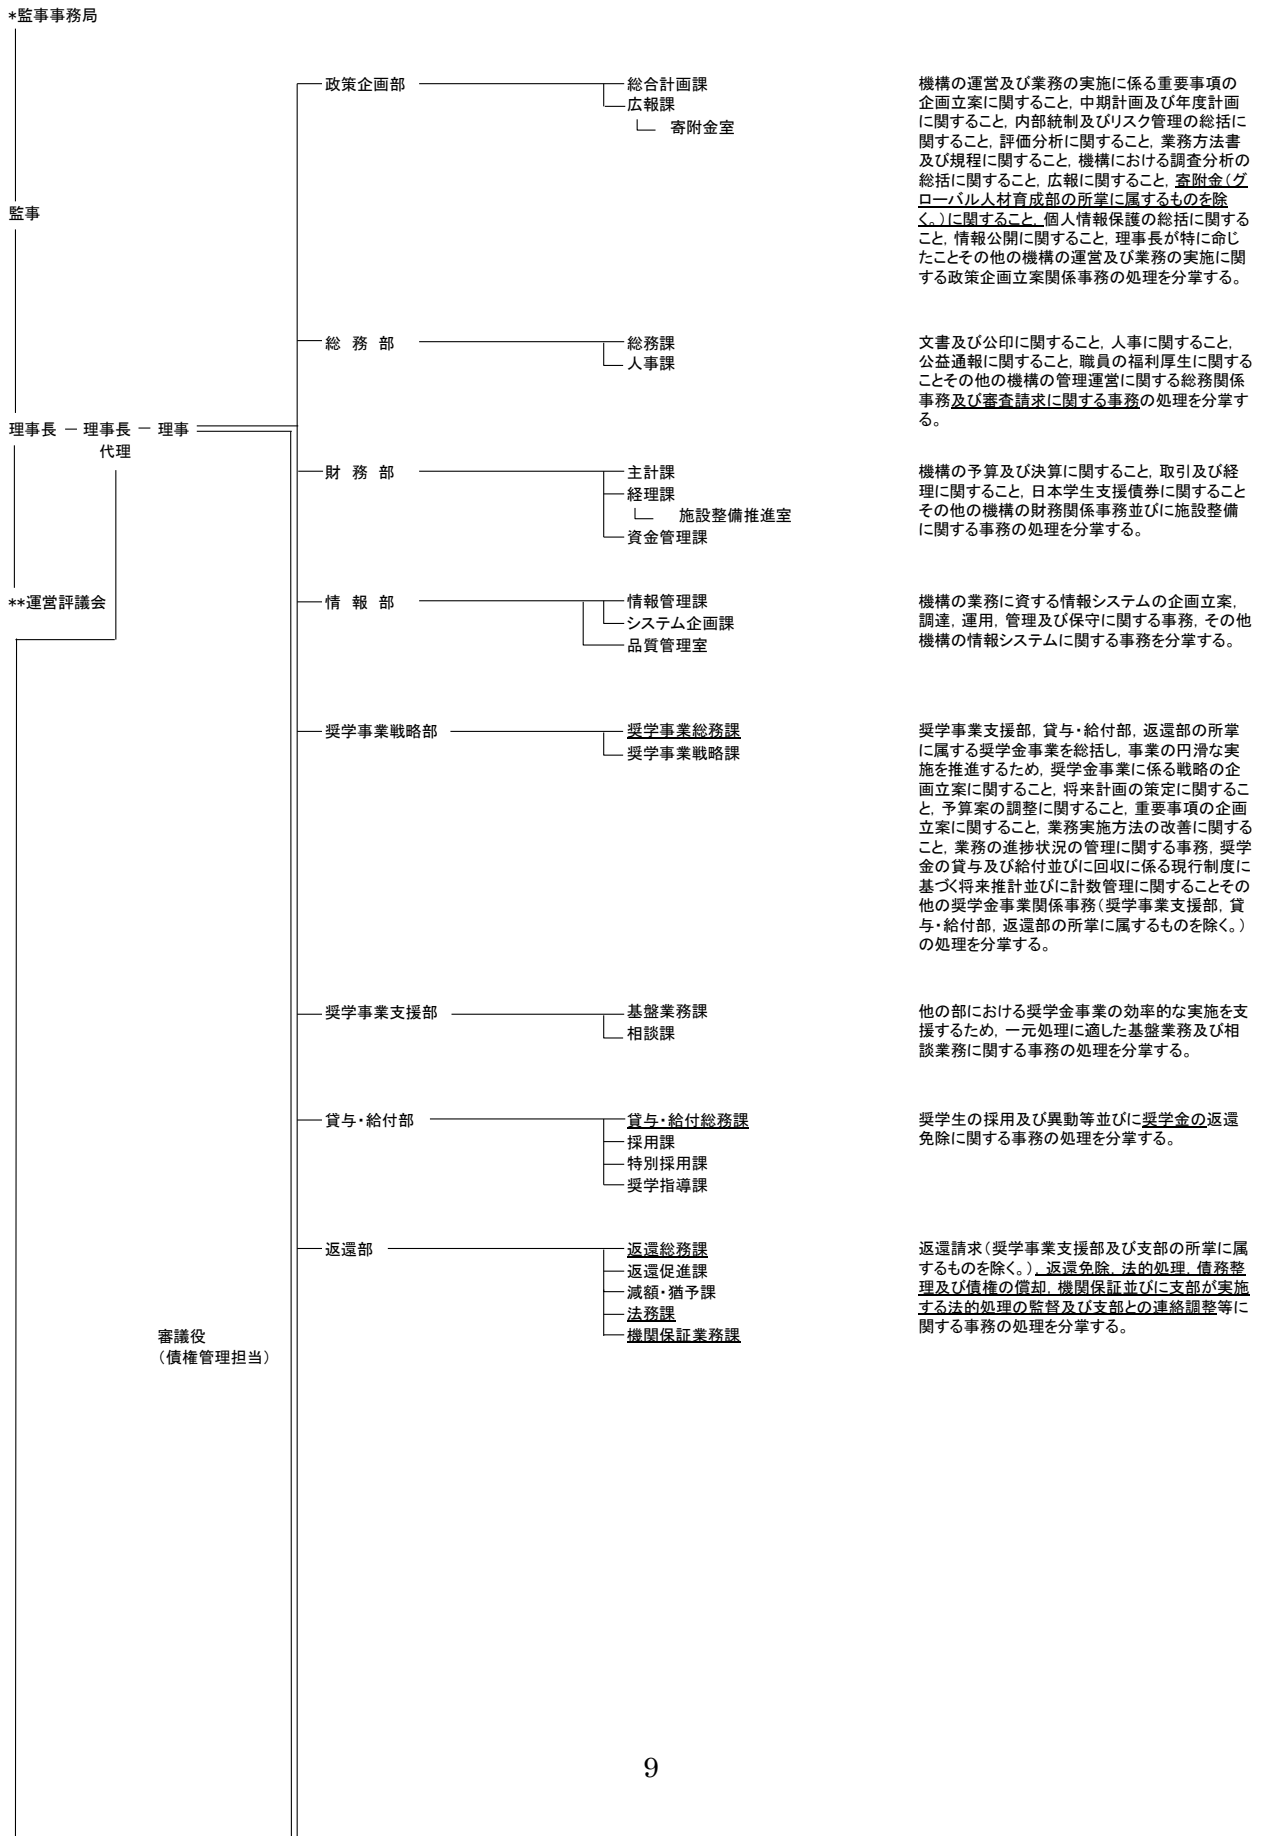 *監事事務局
政策企画部
総合計画課
広報課
寄附金室
機構の運営及び業務の実施に係る重要事項の
企画立案に関すること, 中期計画及び年度計画
に関すること, 内部統制及びリスク管理の総括に
関すること, 評価分析に関すること, 業務方法書
及び規程に関すること, 機構における調査分析の
総括に関すること, 広報に関すること, 寄附金（グ
ローバル人材育成部の所掌に属するものを除
く。）に関すること, 個人情報保護の総括に関する
こと, 情報公開に関すること, 理事長が特に命じ
たことその他の機構の運営及び業務の実施に関
する政策企画立案関係事務の処理を分掌する。
監事
総 務 部
総務課
人事課
文書及び公印に関すること, 人事に関すること,
公益通報に関すること, 職員の福利厚生に関する
ことその他の機構の管理運営に関する総務関係
事務及び審査請求に関する事務の処理を分掌す
る。
理事長 － 理事長 － 理事
代理
財 務 部
主計課
経理課
施設整備推進室
資金管理課
機構の予算及び決算に関すること, 取引及び経
理に関すること, 日本学生支援債券に関すること
その他の機構の財務関係事務並びに施設整備
に関する事務の処理を分掌する。
**運営評議会
情 報 部
情報管理課
システム企画課
品質管理室
機構の業務に資する情報システムの企画立案,
調達, 運用, 管理及び保守に関する事務, その他
機構の情報システムに関する事務を分掌する。
奨学事業戦略部
奨学事業総務課
奨学事業戦略課
奨学事業支援部, 貸与・給付部, 返還部の所掌
に属する奨学金事業を総括し, 事業の円滑な実
施を推進するため, 奨学金事業に係る戦略の企
画立案に関すること, 将来計画の策定に関するこ
と, 予算案の調整に関すること, 重要事項の企画
立案に関すること, 業務実施方法の改善に関する
こと, 業務の進捗状況の管理に関する事務, 奨学
金の貸与及び給付並びに回収に係る現行制度に
基づく将来推計並びに計数管理に関することその
他の奨学金事業関係事務（奨学事業支援部, 貸
与・給付部, 返還部の所掌に属するものを除く。）
の処理を分掌する。
奨学事業支援部
基盤業務課
相談課
他の部における奨学金事業の効率的な実施を支
援するため, 一元処理に適した基盤業務及び相
談業務に関する事務の処理を分掌する。
貸与・給付部
貸与・給付総務課
採用課
特別採用課
奨学指導課
奨学生の採用及び異動等並びに奨学金の返還
免除に関する事務の処理を分掌する。
返還部
返還総務課
返還促進課
減額・猶予課
法務課
機関保証業務課
返還請求（奨学事業支援部及び支部の所掌に属
するものを除く。）, 返還免除, 法的処理, 債務整
理及び債権の償却, 機関保証並びに支部が実施
する法的処理の監督及び支部との連絡調整等に
関する事務の処理を分掌する。
審議役
（債権管理担当）
9